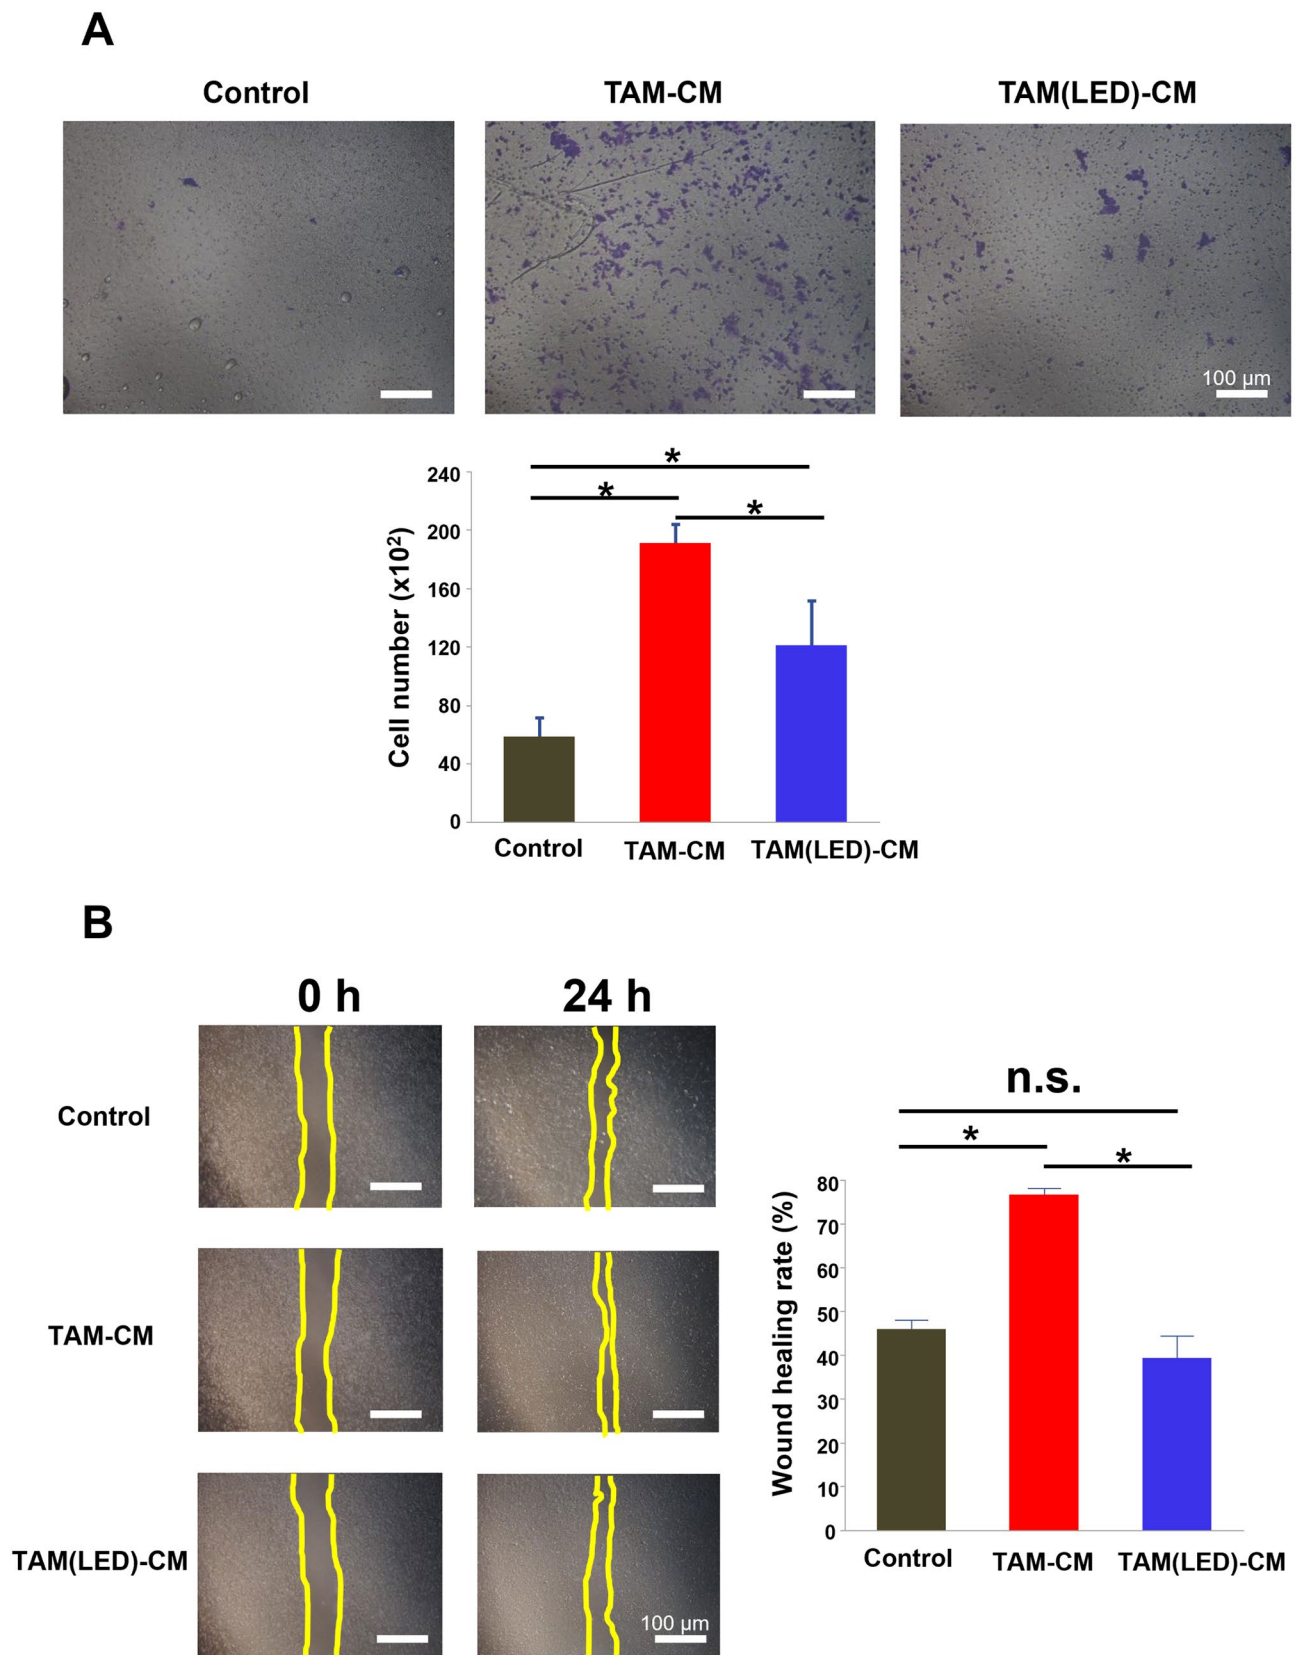 A
Control TAM-CM TAM(LED)-CM
100 µm
*
* *
240
200
160
120
80
40
0
Cell number (x10²)
Control TAM-CM TAM(LED)-CM
B
0 h 24 h
Control
TAM-CM
TAM(LED)-CM
100 µm
n.s.
* *
80
70
60
50
40
30
20
10
0
Wound healing rate (%)
Control TAM-CM TAM(LED)-CM